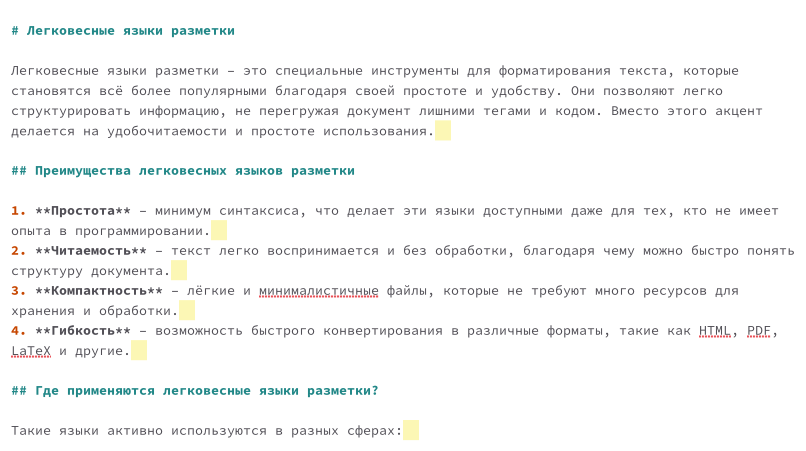 # Легковесные языки разметки
Легковесные языки разметки – это специальные инструменты для форматирования текста, которые
становятся всё более популярными благодаря своей простоте и удобству. Они позволяют легко
структурировать информацию, не перегружая документ лишними тегами и кодом. Вместо этого акцент
делается на удобочитаемости и простоте использования.
## Преимущества легковесных языков разметки
1. **Простота** – минимум синтаксиса, что делает эти языки доступными даже для тех, кто не имеет
опыта в программировании.
2. **Читаемость** – текст легко воспринимается и без обработки, благодаря чему можно быстро понять
структуру документа.
3. **Компактность** – лёгкие и минималистичные файлы, которые не требуют много ресурсов для
хранения и обработки.
4. **Гибкость** – возможность быстрого конвертирования в различные форматы, такие как HTML, PDF,
LaTeX и другие.
## Где применяются легковесные языки разметки?
Такие языки активно используются в разных сферах: